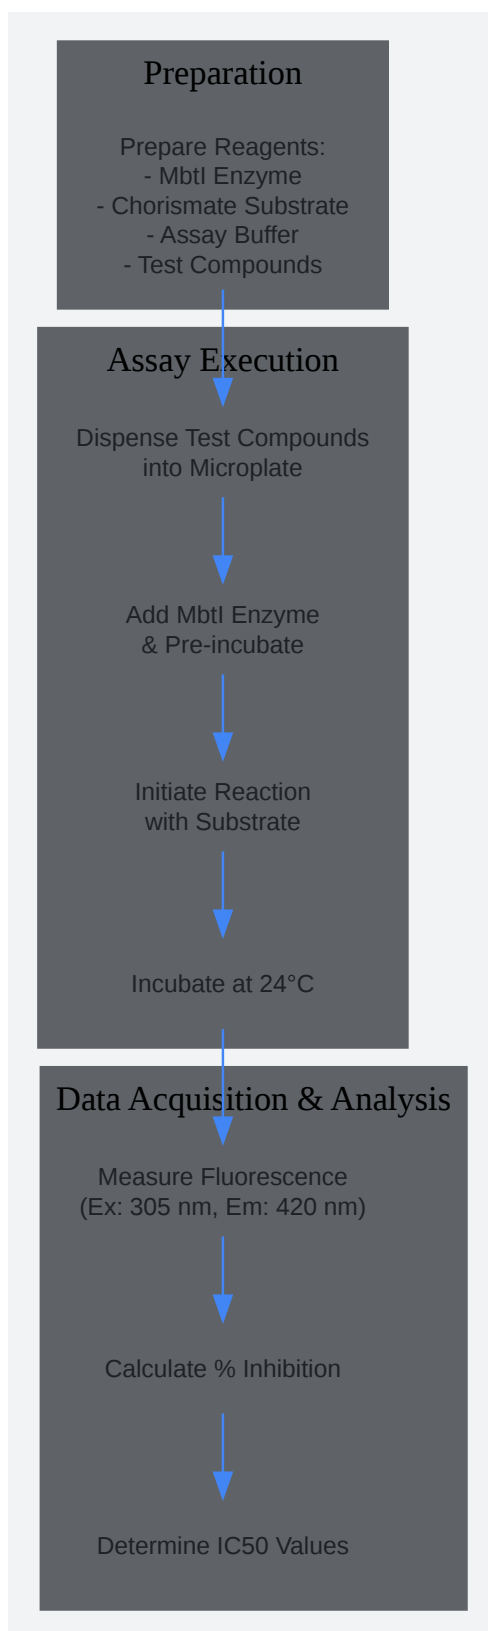 Preparation
Prepare Reagents:
- MbtI Enzyme
- Chorismate Substrate
- Assay Buffer
- Test Compounds
Assay Execution
Dispense Test Compounds
into Microplate
Add MbtI Enzyme
& Pre-incubate
Initiate Reaction
with Substrate
Incubate at 24°C
Data Acquisition & Analysis
Measure Fluorescence
(Ex: 305 nm, Em: 420 nm)
Calculate % Inhibition
Determine IC50 Values